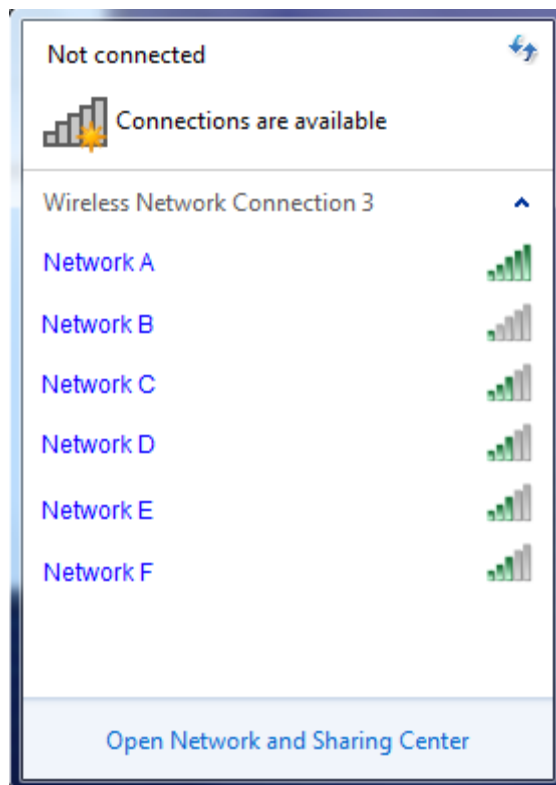 Not connected
Connections are available
Wireless Network Connection 3
Network A
Network B
Network C
Network D
Network E
Network F
Open Network and Sharing Center